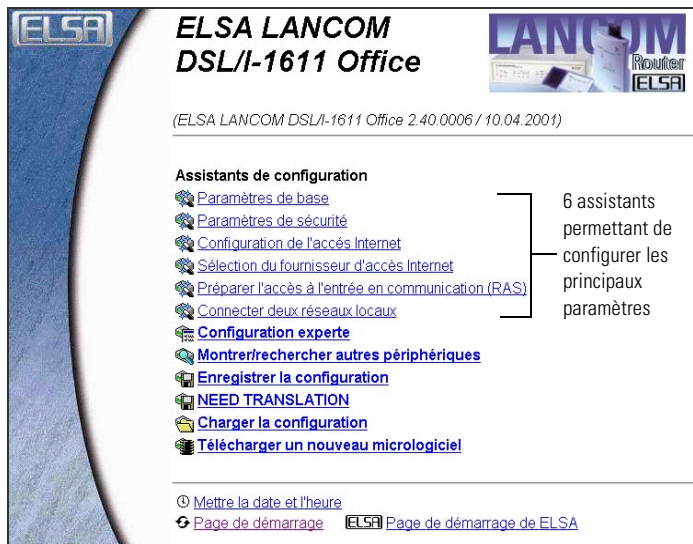 ELSA
ELSA LANCOM
DSL/I-1611 Office
LANCOM
Router
ELSA
(ELSA LANCOM DSL/I-1611 Office 2.40.0006 / 10.04.2001)
Assistants de configuration
Paramètres de base
Paramètres de sécurité
Configuration de l'accés Internet
Sélection du fournisseur d'accès Internet
Préparer l'accès à l'entrée en communication (RAS)
Connecter deux réseaux locaux
6 assistants
permettant de
configurer les
principaux
paramètres
Configuration experte
Montrer/rechercher autres périphériques
Enregistrer la configuration
NEED TRANSLATION
Charger la configuration
Télécharger un nouveau micrologiciel
Mettre la date et l'heure
Page de démarrage ELSA Page de démarrage de ELSA